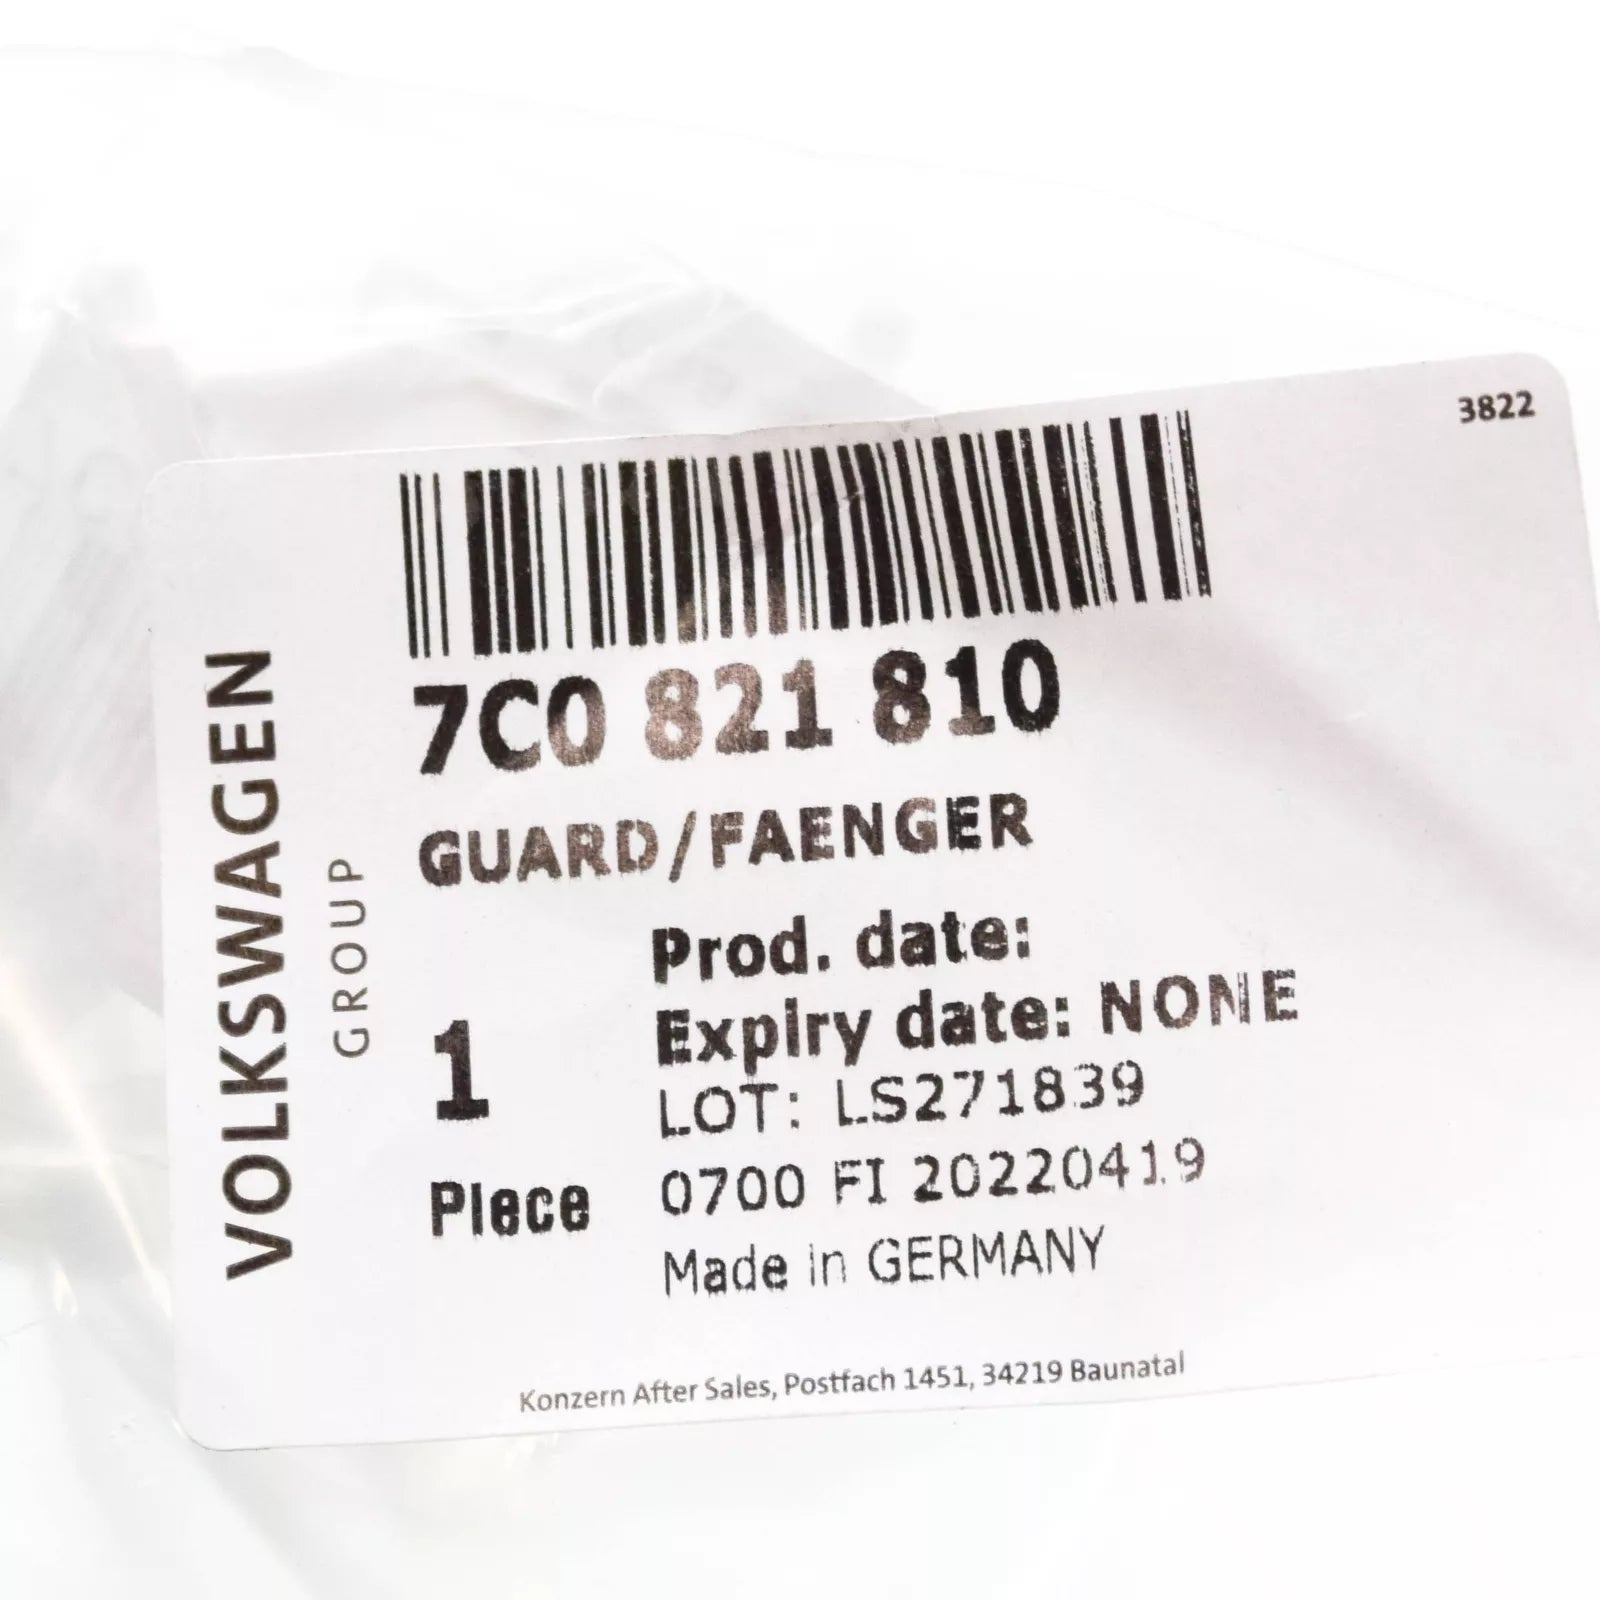 3822
VOLKSWAGEN
GROUP
7C0 821 810
GUARD/FAENGER
Prod. date:
Expiry date: NONE
LOT: LS271839
1
Piece
0700 FI 20220419
Made in GERMANY
Konzern After Sales, Postfach 1451, 34219 Baunatal